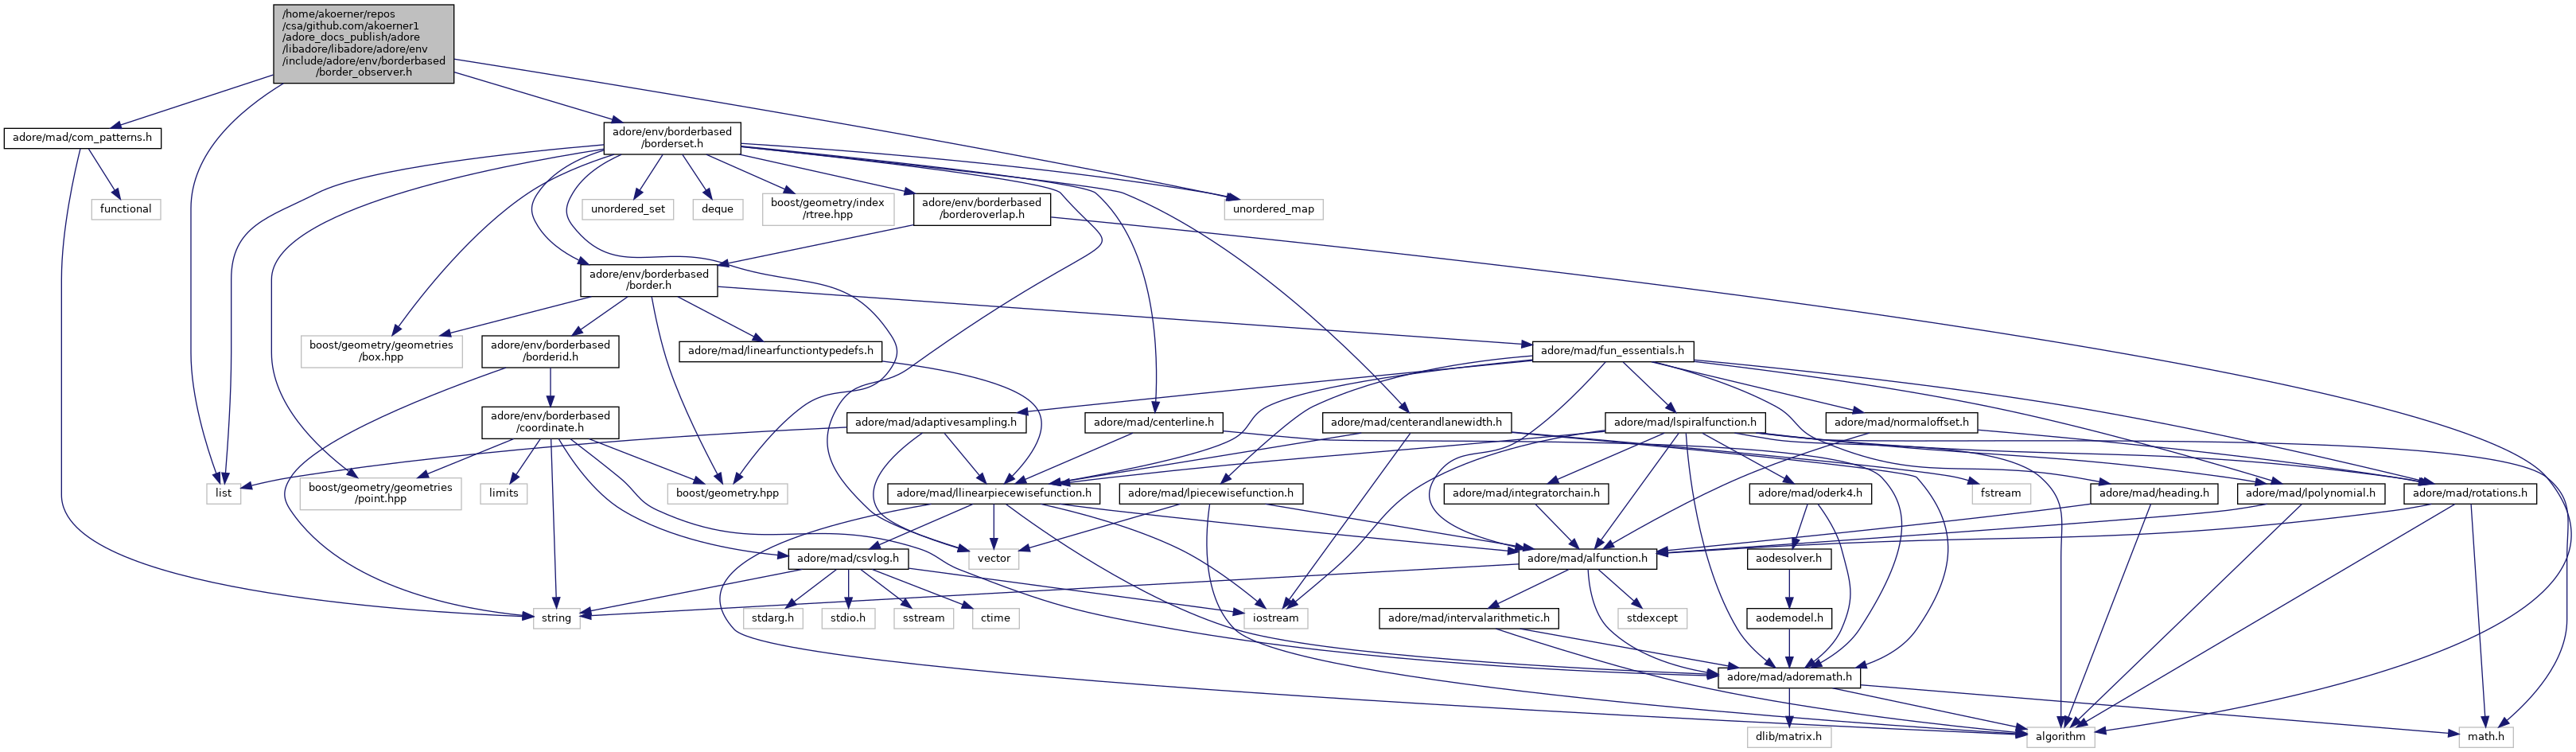 /home/akoerner/repos
/csa/github.com/akoerner1
/adore_docs_publish/adore
/libadore/libadore/adore/env
/include/adore/env/borderbased
/border_observer.h
adore/mad/com_patterns.h
adore/env/borderbased
/borderset.h
functional
unordered_set
deque
boost/geometry/index
/rtree.hpp
adore/env/borderbased
/borderoverlap.h
unordered_map
adore/env/borderbased
/border.h
boost/geometry/geometries
/box.hpp
adore/env/borderbased
/borderid.h
adore/mad/linearfunctiontypedefs.h
adore/mad/fun_essentials.h
adore/env/borderbased
/coordinate.h
adore/mad/adaptivesampling.h
adore/mad/centerline.h
adore/mad/centerandlanewidth.h
adore/mad/lspiralfunction.h
adore/mad/normaloffset.h
list
boost/geometry/geometries
/point.hpp
limits
boost/geometry.hpp
adore/mad/llinearpiecewisefunction.h
adore/mad/lpiecewisefunction.h
adore/mad/integratorchain.h
adore/mad/oderk4.h
fstream
adore/mad/heading.h
adore/mad/lpolynomial.h
adore/mad/rotations.h
adore/mad/csvlog.h
vector
adore/mad/alfunction.h
aodesolver.h
string
stdarg.h
stdio.h
sstream
ctime
iostream
adore/mad/intervalarithmetic.h
stdexcept
aodemodel.h
adore/mad/adoremath.h
dlib/matrix.h
algorithm
math.h